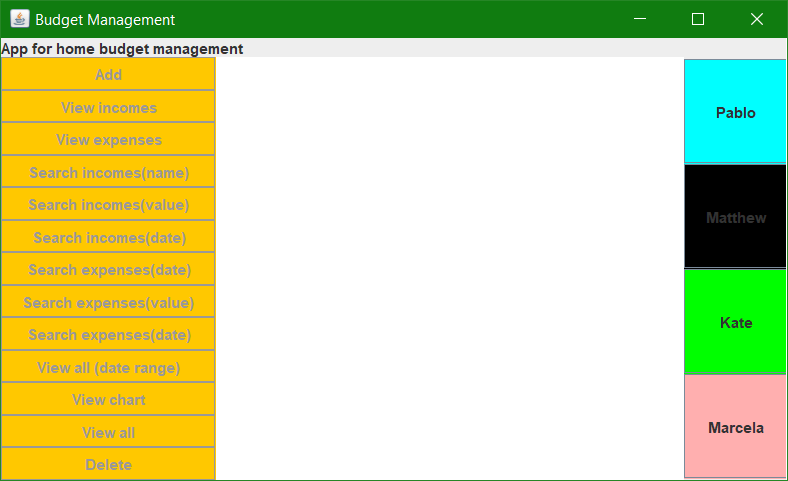 Budget Management
App for home budget management
Add
View incomes
View expenses
Search incomes(name)
Search incomes(value)
Search incomes(date)
Search expenses(date)
Search expenses(value)
Search expenses(date)
View all (date range)
View chart
View all
Delete
Pablo
Matthew
Kate
Marcela